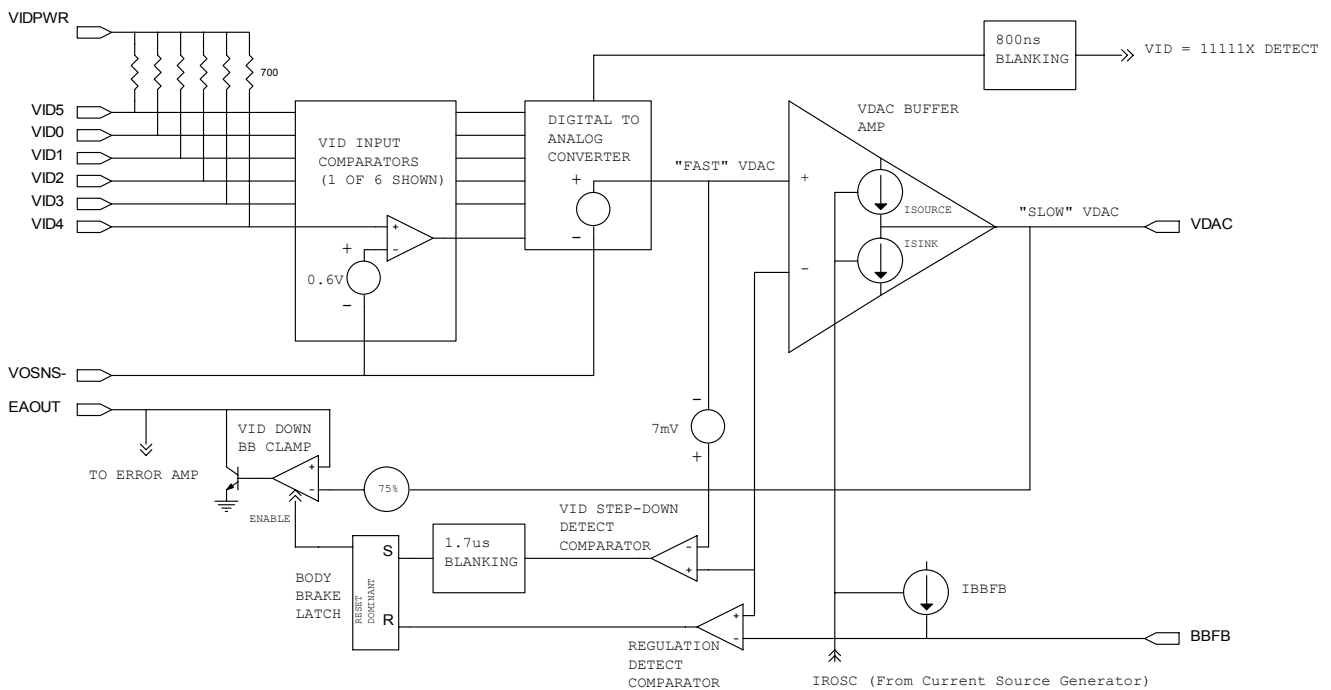 VIDPWR
700
800ns
BLANKING
VID = 11111X DETECT
VID5
VID0
VID1
VID2
VID3
VID4
VID INPUT
COMPARATORS
(1 OF 6 SHOWN)
+
-
+
0.6V
-
DIGITAL TO
ANALOG
CONVERTER
+
-
"FAST" VDAC
VDAC BUFFER
AMP
+
-
ISOURCE
ISINK
"SLOW" VDAC
VDAC
VOSNS-
EAOUT
VID DOWN
BB CLAMP
+
-
TO ERROR AMP
75%
ENABLE
-
7mV
+
VID STEP-DOWN
DETECT
COMPARATOR
-
+
1.7us
BLANKING
BODY
BRAKE
LATCH
S
RESET
DOMINANT
R
+
-
REGULATION
DETECT
COMPARATOR
IBBFB
BBFB
IROSC (From Current Source Generator)